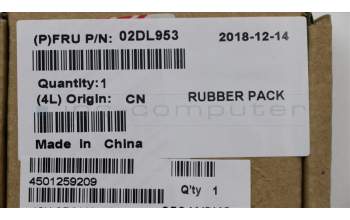 (P)FRU P/N: 02DL953 2018-12-14
Quantity:1
(4L) Origin: CN RUBBER PACK
Made in China
4501259209
Q'ty 1